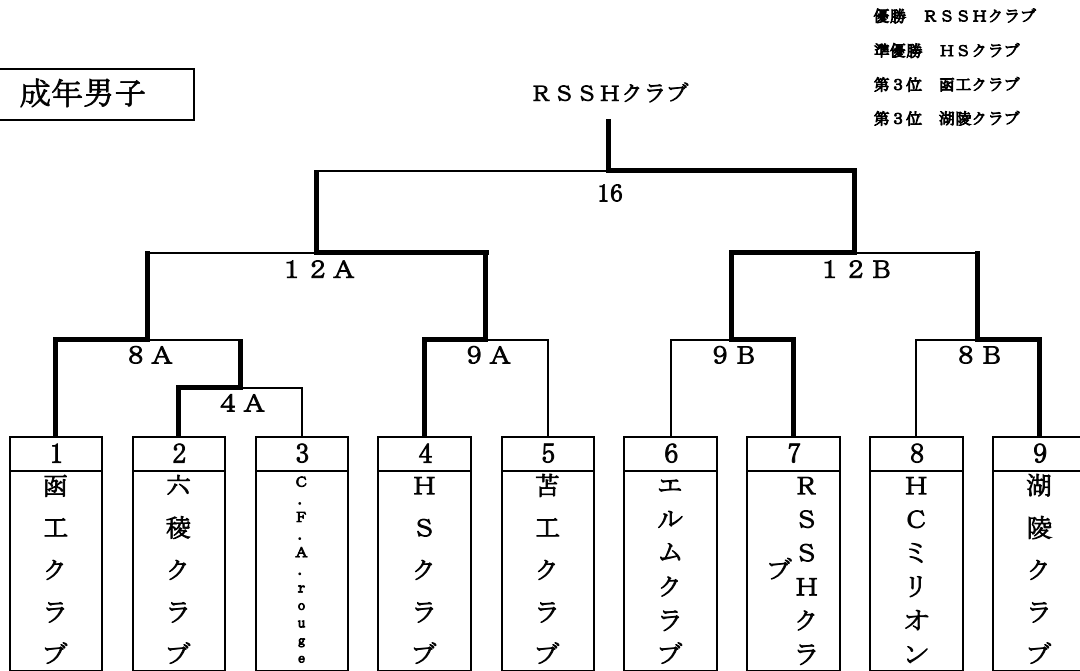 優勝　ＲＳＳＨクラブ
準優勝　ＨＳクラブ
第３位　函工クラブ
第３位　湖陵クラブ
成年男子
ＲＳＳＨクラブ
16
１２Ａ
１２Ｂ
８Ａ
９Ａ
９Ｂ
８Ｂ
４Ａ
1
2
3
4
5
6
7
8
9
函工クラブ
六稜クラブ
C.F.A.rouge
ＨＳクラブ
苫工クラブ
エルムクラブ
ＲＳＳＨクラブ
ＨＣミリオン
湖陵クラブ